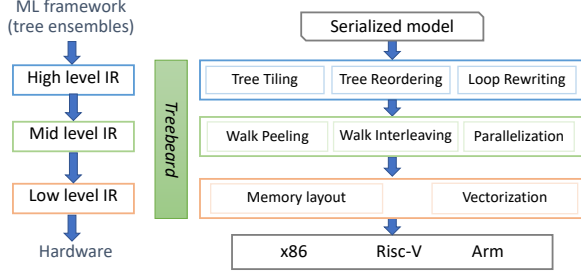 ML framework
(tree ensembles)
High level IR
Mid level IR
Low level IR
Hardware
Treebeard
Serialized model
Tree Tiling
Tree Reordering
Loop Rewriting
Walk Peeling
Walk Interleaving
Parallelization
Memory layout
Vectorization
x86
Risc-V
Arm